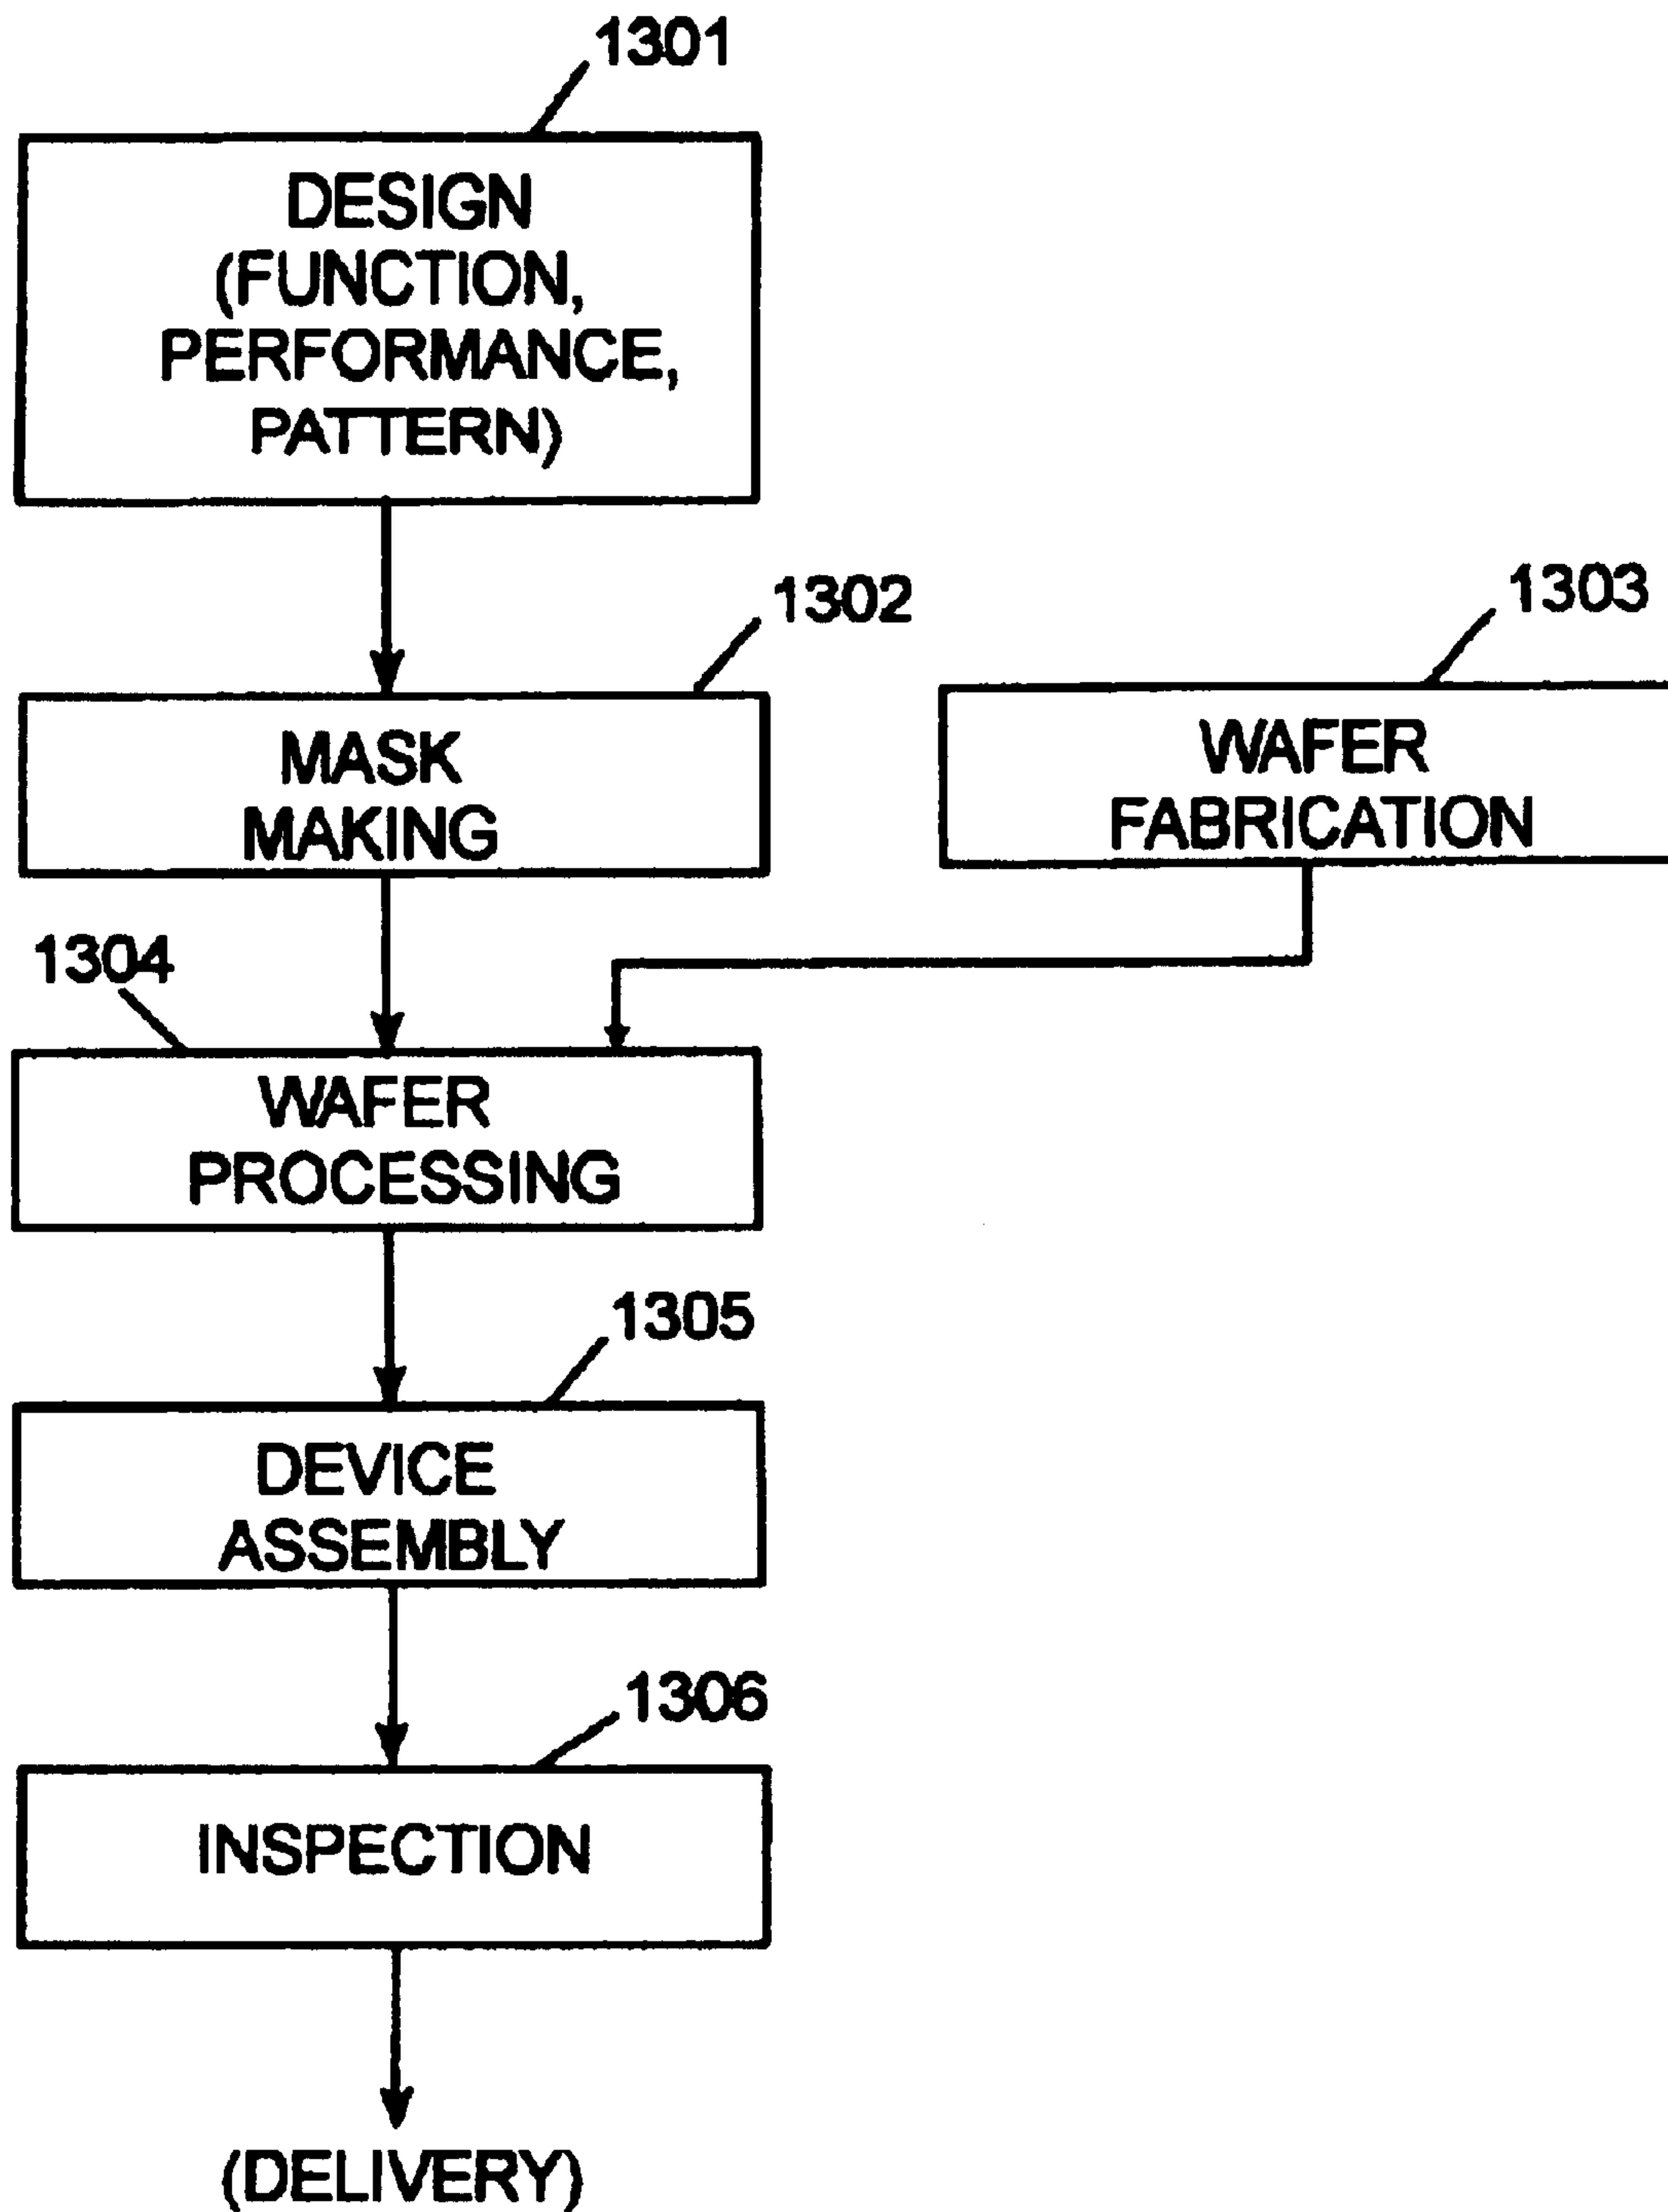 1301
DESIGN
(FUNCTION,
PERFORMANCE,
PATTERN)
1302
MASK
MAKING
1303
WAFER
FABRICATION
1304
WAFER
PROCESSING
1305
DEVICE
ASSEMBLY
1306
INSPECTION
(DELIVERY)